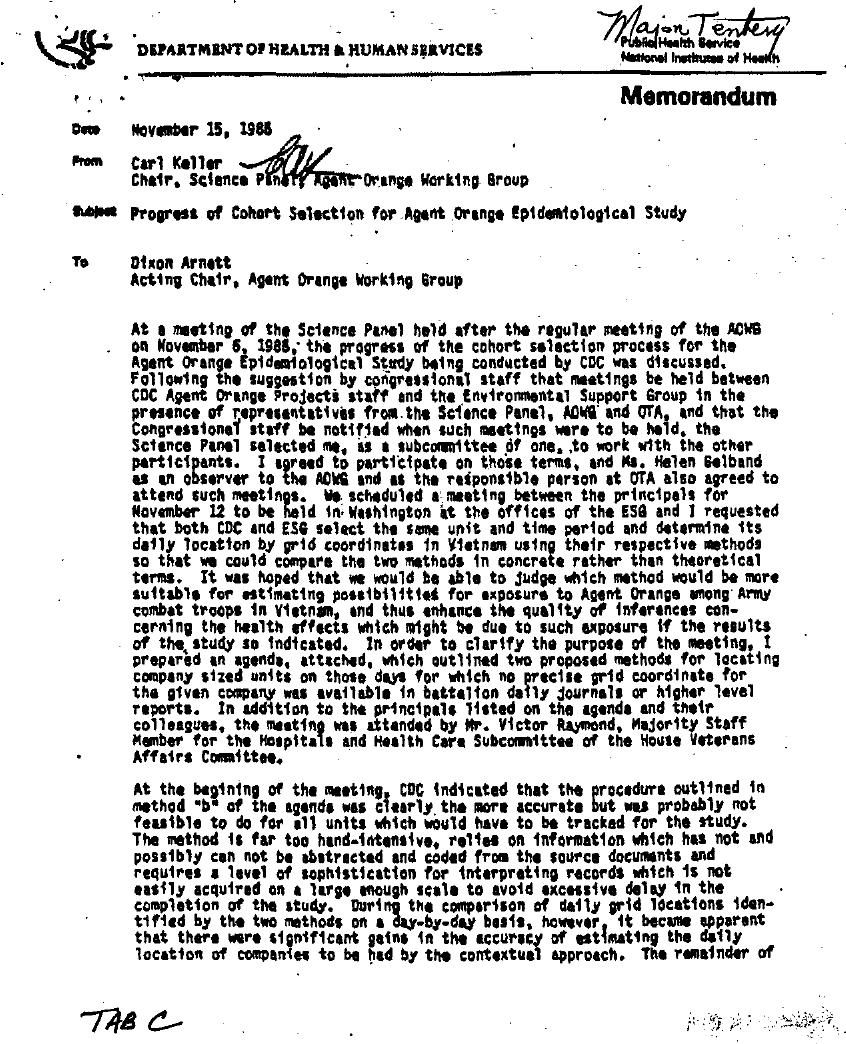 Major Tentery
DEPARTMENT OF HEALTH & HUMAN SERVICES
Public Health Service
National Institutes of Health
Memorandum
Date November 15, 1985
From Carl Keller
Chair, Science Panel, Agent Orange Working Group
Subject Progress of Cohort Selection for Agent Orange Epidemiological Study
To Dixon Arnett
Acting Chair, Agent Orange Working Group
At a meeting of the Science Panel held after the regular meeting of the AOWG
on November 6, 1985, the progress of the cohort selection process for the
Agent Orange Epidemiological Study being conducted by CDC was discussed.
Following the suggestion by congressional staff that meetings be held between
CDC Agent Orange Projects staff and the Environmental Support Group in the
presence of representatives from the Science Panel, AOWG and OTA, and that the
Congressional staff be notified when such meetings were to be held, the
Science Panel selected me, as a subcommittee of one, to work with the other
participants. I agreed to participate on those terms, and Ms. Helen Gelband
as an observer to the AOWG and as the responsible person at OTA also agreed to
attend such meetings. We scheduled a meeting between the principals for
November 12 to be held in Washington at the offices of the ESG and I requested
that both CDC and ESG select the same unit and time period and determine its
daily location by grid coordinates in Vietnam using their respective methods
so that we could compare the two methods in concrete rather than theoretical
terms. It was hoped that we would be able to judge which method would be more
suitable for estimating possibilities for exposure to Agent Orange among Army
combat troops in Vietnam, and thus enhance the quality of inferences con-
cerning the health effects which might be due to such exposure if the results
of the study so indicated. In order to clarify the purpose of the meeting, I
prepared an agenda, attached, which outlined two proposed methods for locating
company sized units on those days for which no precise grid coordinate for
the given company was available in battalion daily journals or higher level
reports. In addition to the principals listed on the agenda and their
colleagues, the meeting was attended by Mr. Victor Raymond, Majority Staff
Member for the Hospitals and Health Care Subcommittee of the House Veterans
Affairs Committee.
At the begining of the meeting, CDC indicated that the procedure outlined in
method "b" of the agenda was clearly the more accurate but was probably not
feasible to do for all units which would have to be tracked for the study.
The method is far too hand-intensive, relies on information which has not and
possibly can not be abstracted and coded from the source documents and
requires a level of sophistication for interpreting records which is not
easily acquired on a large enough scale to avoid excessive delay in the
completion of the study. During the comparison of daily grid locations iden-
tified by the two methods on a day-by-day basis, however, it became apparent
that there were significant gains in the accuracy of estimating the daily
location of companies to be had by the contextual approach. The remainder of
TAB C